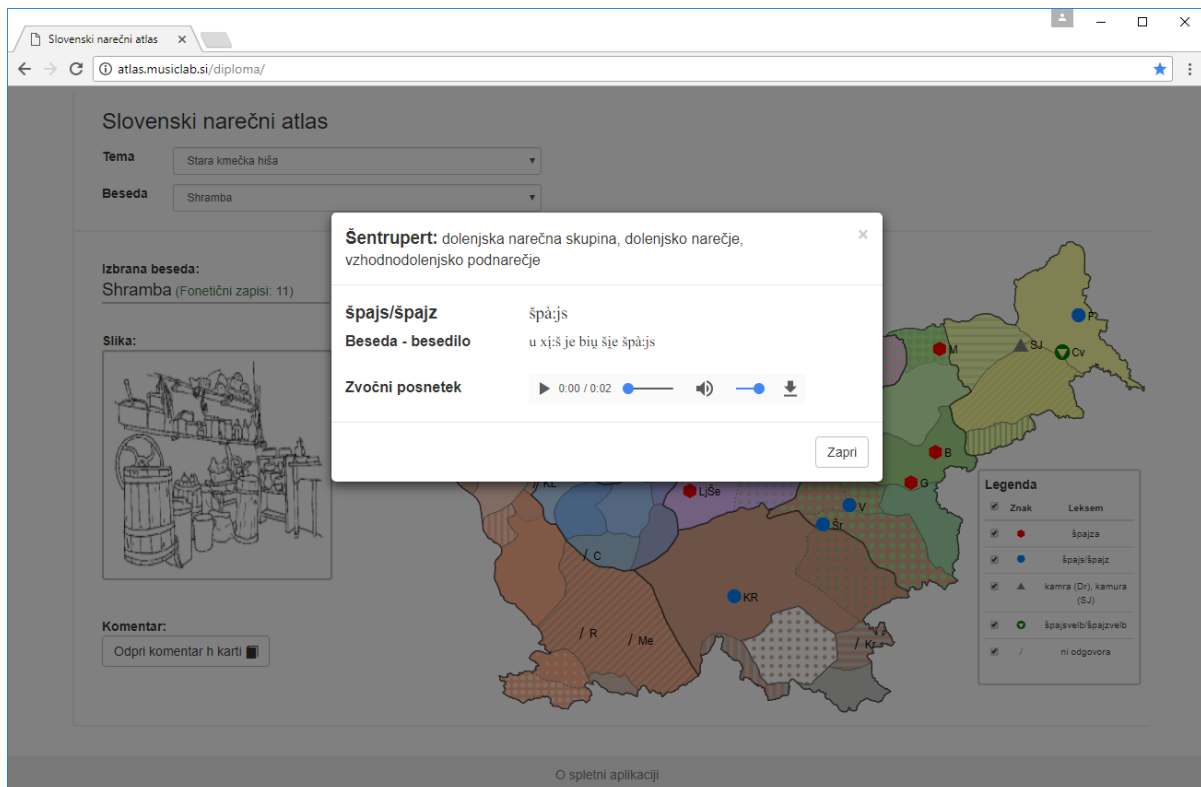 Slovenski narečni atlas
atlas.musiclab.si/diploma/
Slovenski narečni atlas
Tema Stara kmečka hiša
Beseda Shramba
Izbrana beseda:
Shramba (Fonetični zapisi: 11)
Slika:
Komentar:
Odpri komentar h karti
Šentrupert: dolenjska narečna skupina, dolenjsko narečje,
vzhodnodolenjsko podnarečje
×
špajs/špajz špà:js
Beseda - besedilo u xị:š je biu̯ši̯e špà:js
Zvočni posnetek 0:00 / 0:02
Zapri
P
M
SJ
Cv
B
G
KL
LjŠe
V
Šr
/ C
KR
/ R
/ Me
/ Kr
Legenda
Znak Leksem
špajza
špajs/špajz
kamra (Dr), kamura
(SJ)
špajsvelb/špajzvelb
/ ni odgovora
O spletni aplikaciji